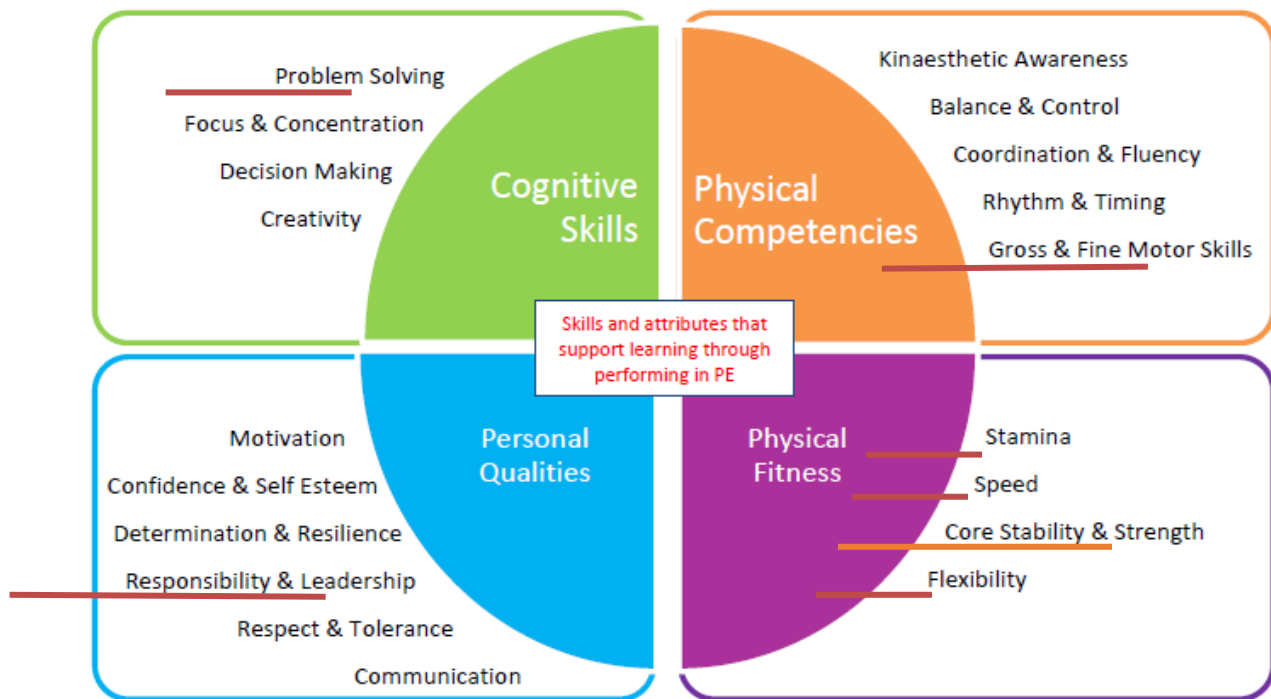 Problem Solving
Focus & Concentration
Decision Making
Creativity
Cognitive
Skills
Physical
Competencies
Kinaesthetic Awareness
Balance & Control
Coordination & Fluency
Rhythm & Timing
Gross & Fine Motor Skills
Skills and attributes that
support learning through
performing in PE
Motivation
Confidence & Self Esteem
Determination & Resilience
Responsibility & Leadership
Respect & Tolerance
Communication
Personal
Qualities
Physical
Fitness
Stamina
Speed
Core Stability & Strength
Flexibility